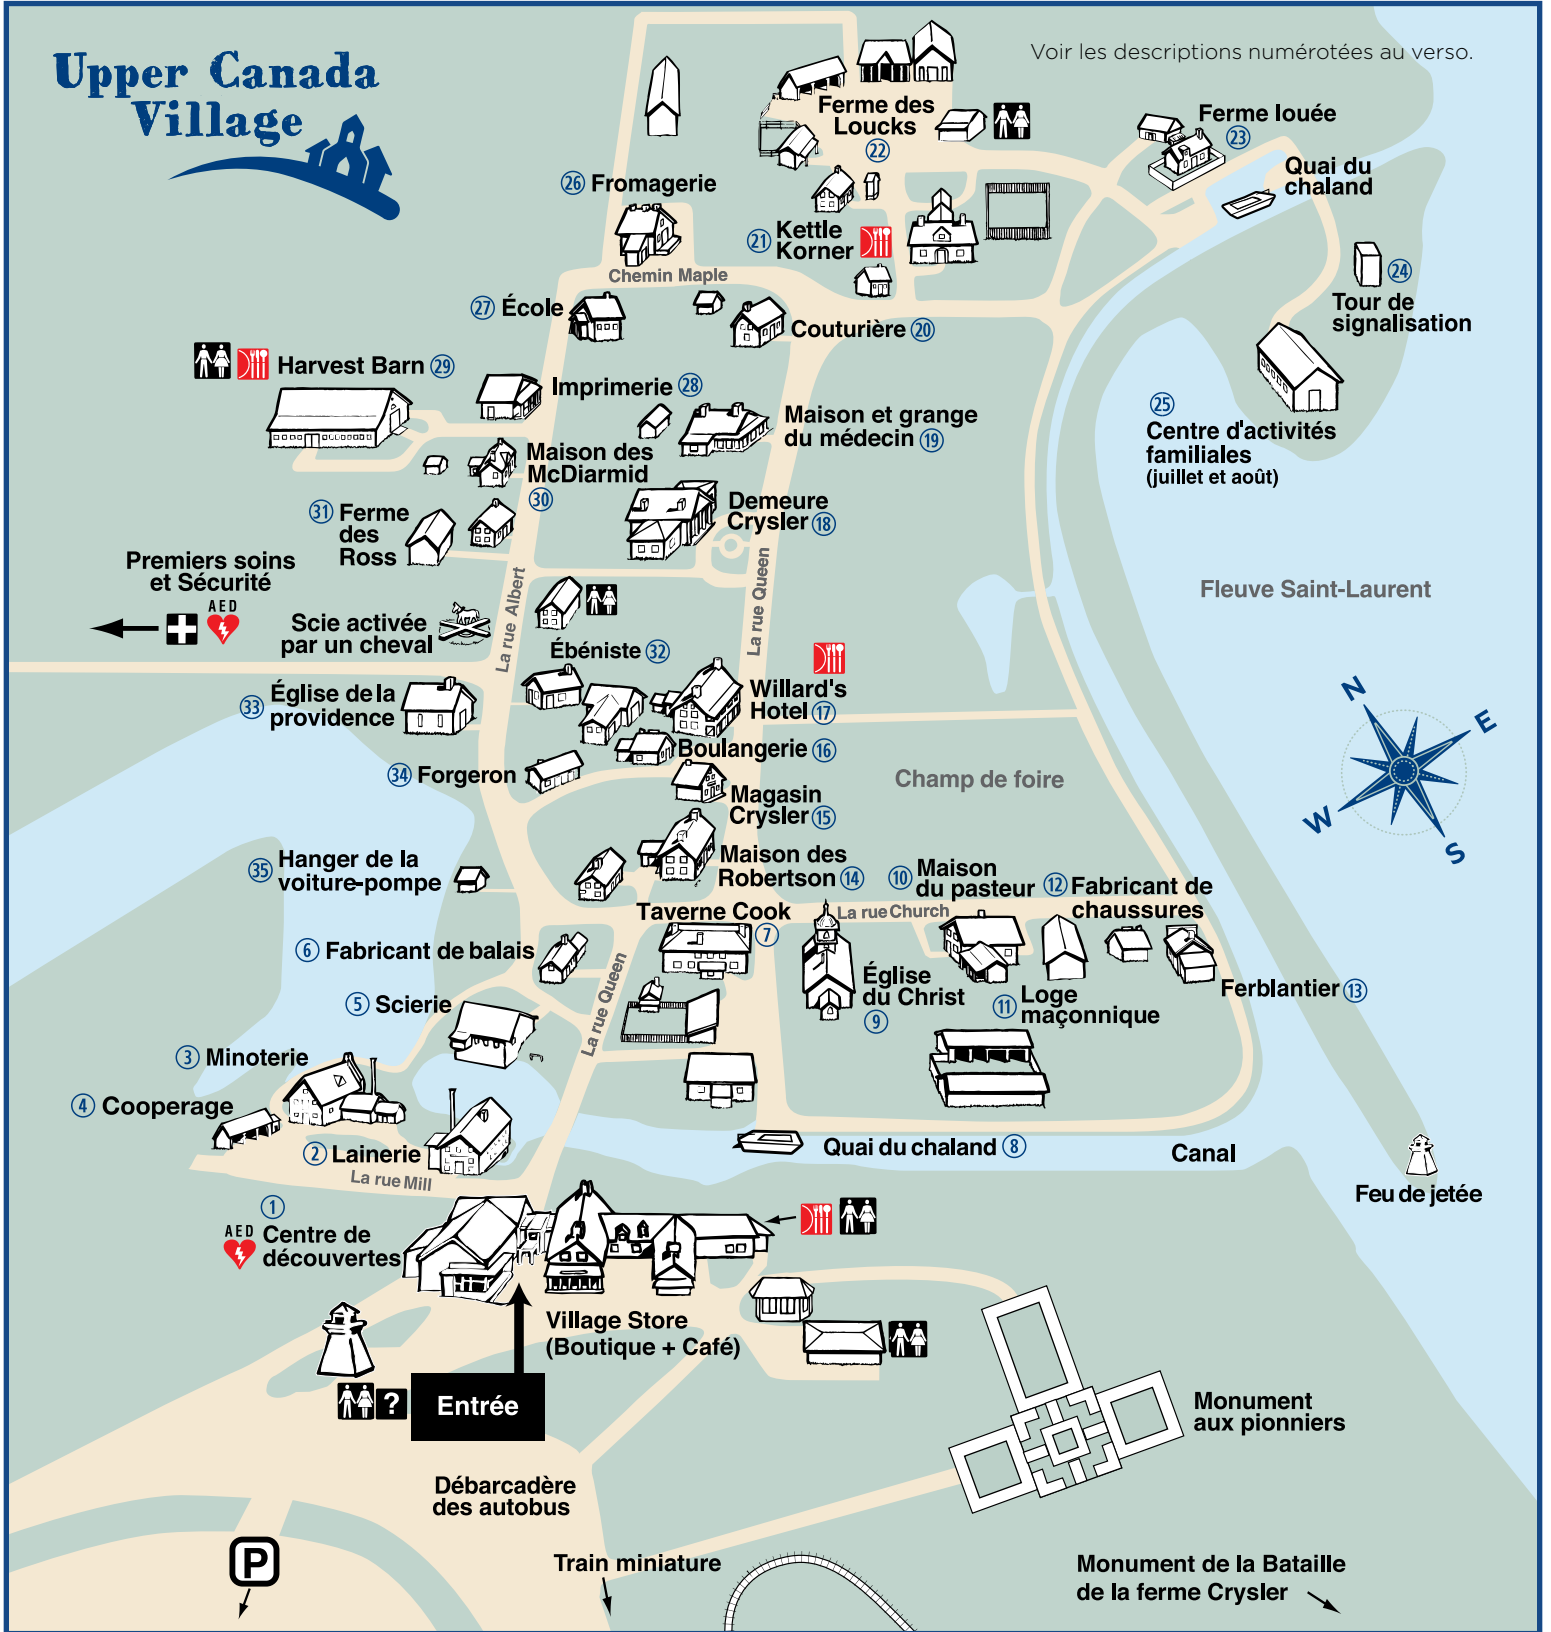 Upper Canada
Village
Voir les descriptions numérotées au verso.
Ferme des
Loucks
22
Ferme louée
23
Quai du
chaland
26 Fromagerie
21 Kettle
Korner
Chemin Maple
24
Tour de
signalisation
27 École
Couturière 20
Harvest Barn 29
Imprimerie 28
Maison et grange
du médecin 19
25
Centre d'activités
familiales
(juillet et août)
Maison des
McDiarmid
30
31 Ferme
des
Ross
Demeure
Crysler 18
Premiers soins
et Sécurité
AED
La rue Albert
La rue Queen
Fleuve Saint-Laurent
Scie activée
par un cheval
Ébéniste 32
33 Église de la
providence
Willard's
Hotel 17
N
E
W
S
Boulangerie 16
34 Forgeron
Champ de foire
Magasin
Crysler 15
35 Hanger de la
voiture-pompe
Maison des
Robertson 14
10 Maison
du pasteur
12 Fabricant de
chaussures
Taverne Cook
7
La rue Church
6 Fabricant de balais
Église
du Christ
9
11 Loge
maçonnique
Ferblantier 13
5 Scierie
La rue Queen
3 Minoterie
4 Cooperage
2 Lainerie
La rue Mill
Quai du chaland 8
Canal
Feu de jetée
1
AED Centre de
découvertes
Village Store
(Boutique + Café)
?
Entrée
Monument
aux pionniers
Débarcadère
des autobus
P
Train miniature
Monument de la Bataille
de la ferme Crysler